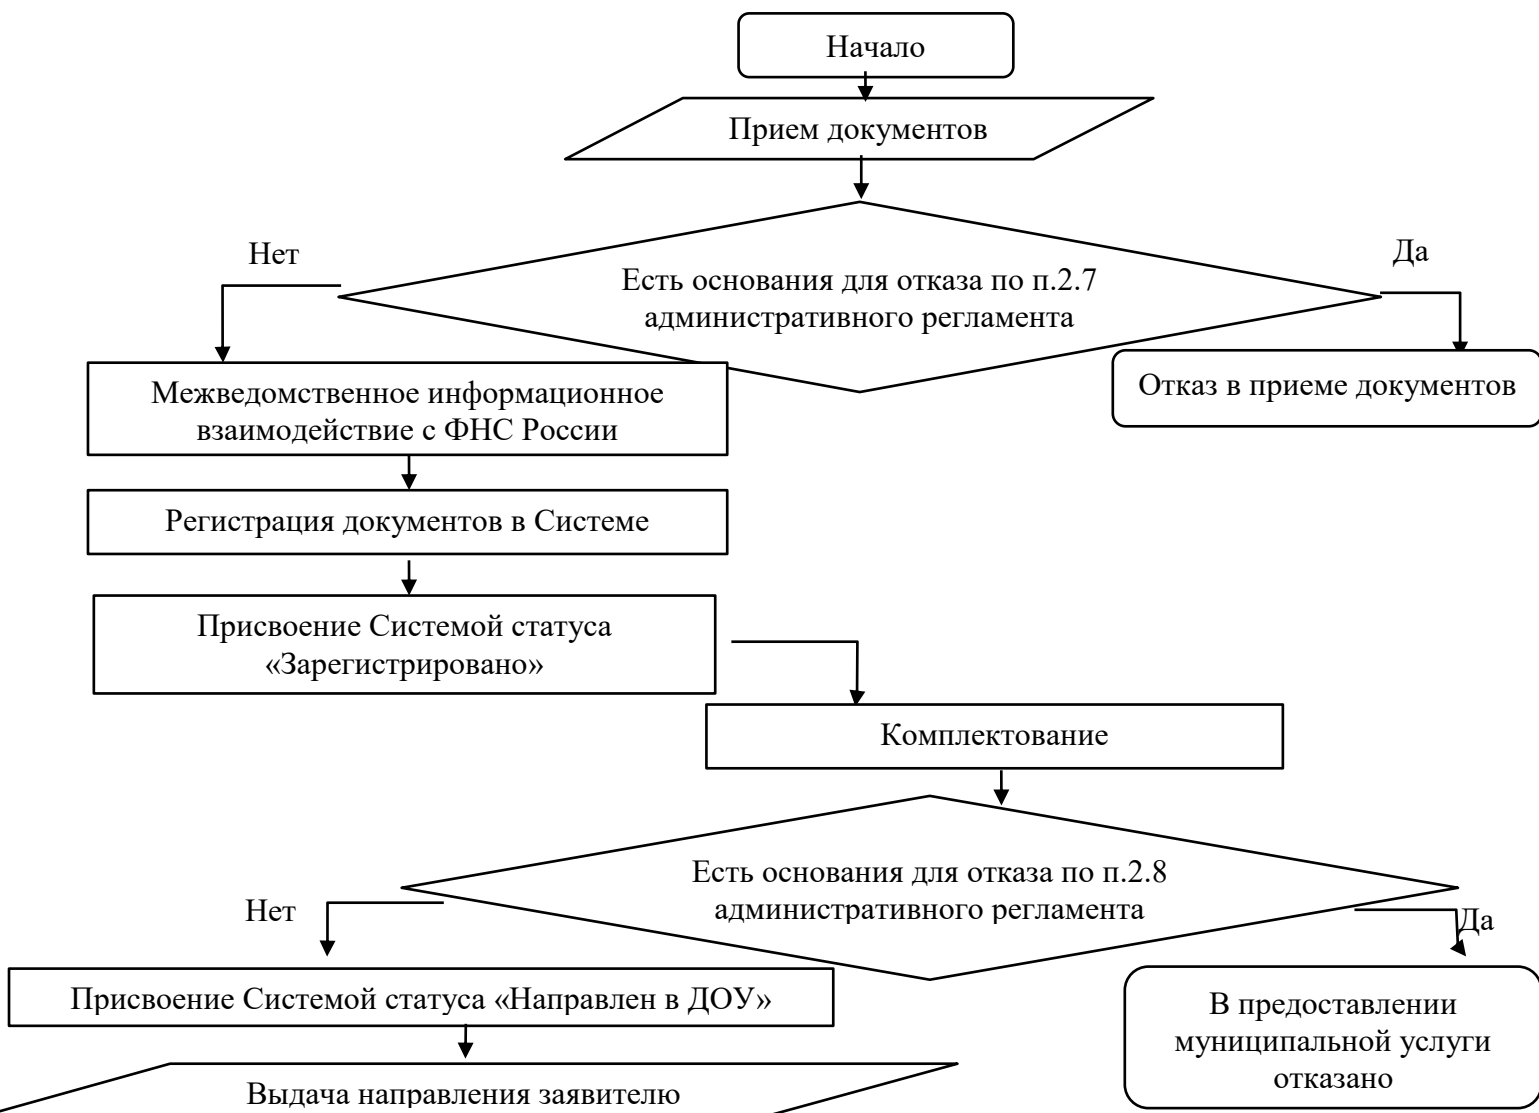 Начало
Прием документов
Нет
Да
Есть основания для отказа по п.2.7
административного регламента
Отказ в приеме документов
Межведомственное информационное
взаимодействие с ФНС России
Регистрация документов в Системе
Присвоение Системой статуса
«Зарегистрировано»
Комплектование
Есть основания для отказа по п.2.8
административного регламента
Нет
Да
Присвоение Системой статуса «Направлен в ДОУ»
В предоставлении
муниципальной услуги
отказано
Выдача направления заявителю